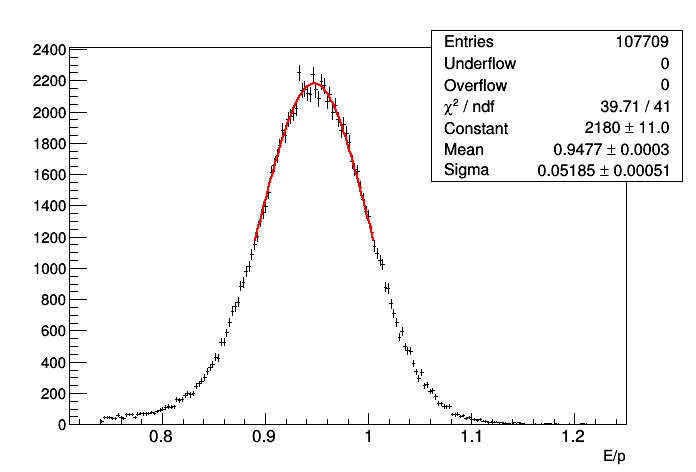 Entries 107709
Underflow 0
Overflow 0
χ² / ndf 39.71 / 41
Constant 2180 ± 11.0
Mean 0.9477 ± 0.0003
Sigma 0.05185 ± 0.00051
2400
2200
2000
1800
1600
1400
1200
1000
800
600
400
200
0
0.8 0.9 1 1.1 1.2
E/p